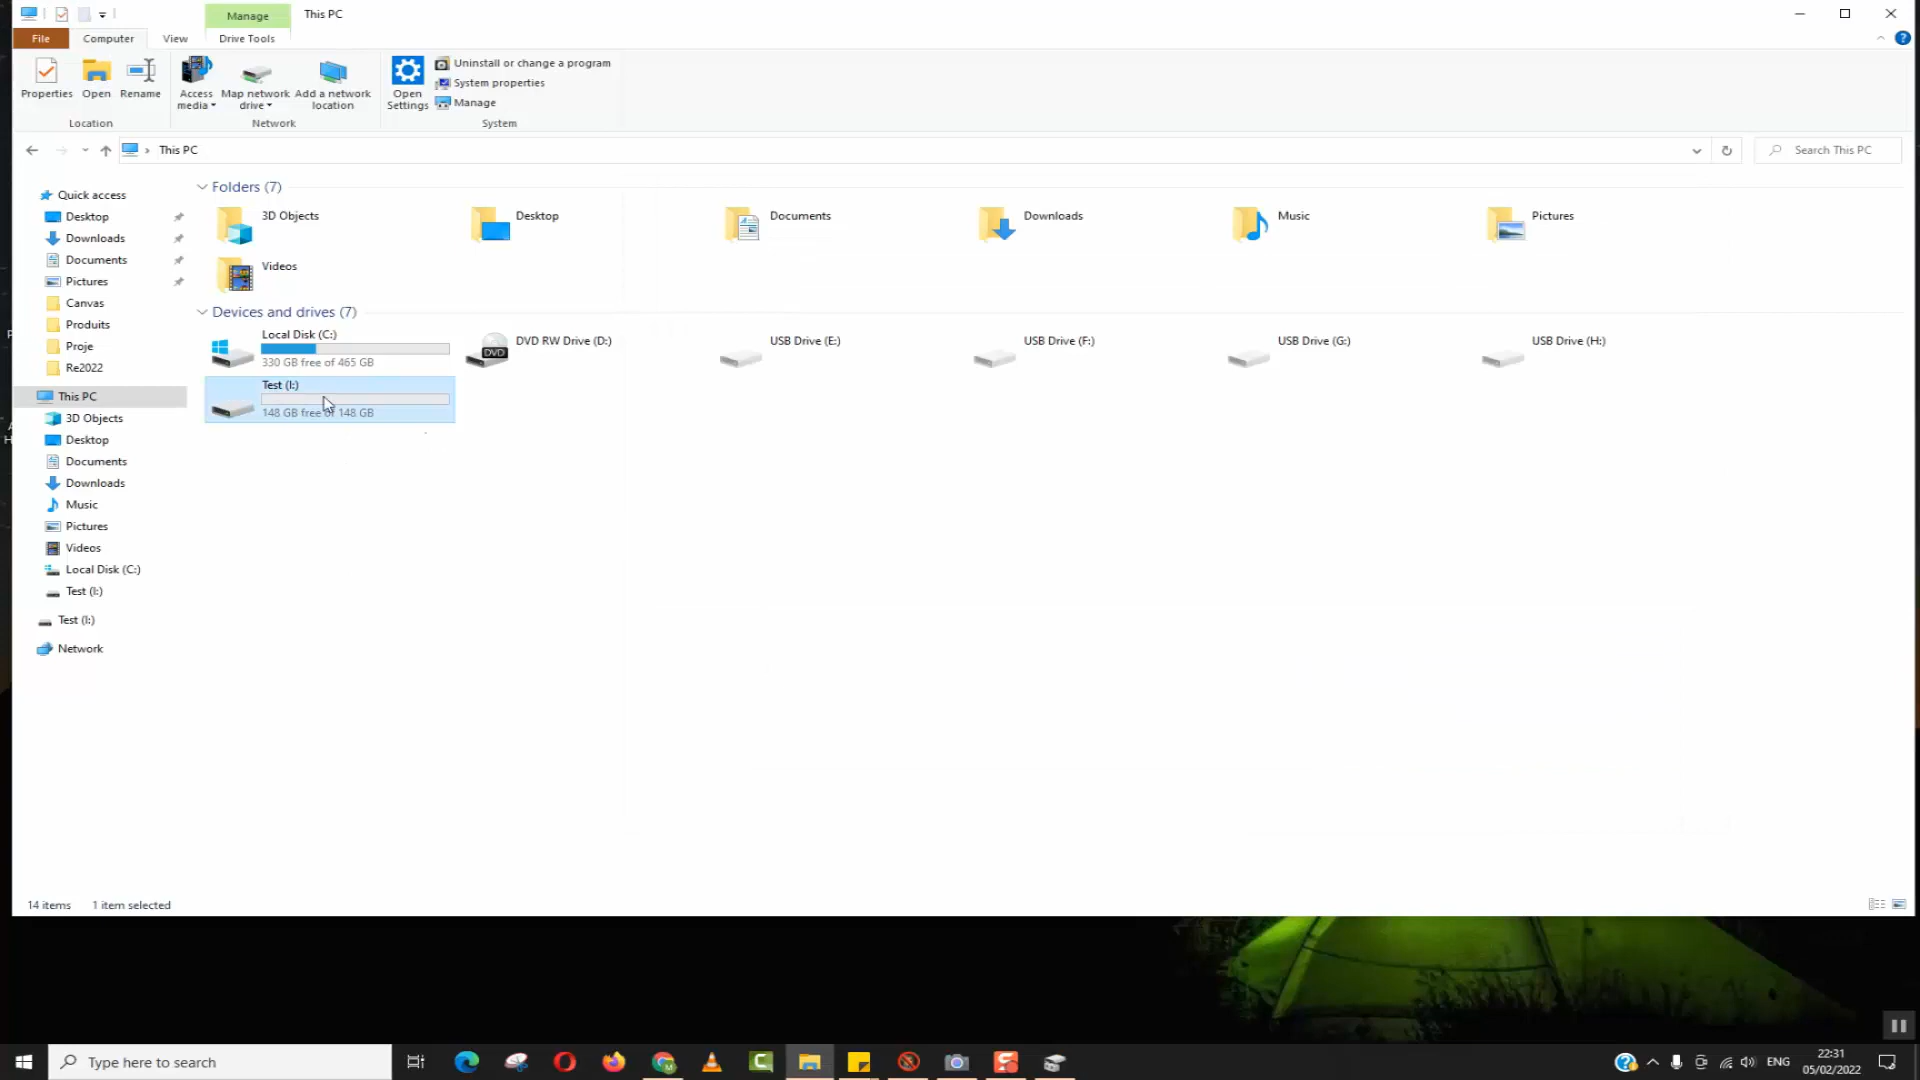 Manage
This PC
File
Computer
View
Drive Tools
Properties
Open
Rename
Access media
Map network drive
Add a network location
Open Settings
Uninstall or change a program
System properties
Manage
Location
Network
System
This PC
Search This PC
Quick access
Desktop
Downloads
Documents
Pictures
Canvas
Produits
Proje
Re2022
This PC
3D Objects
Desktop
Documents
Downloads
Music
Pictures
Videos
Local Disk (C:)
Test (I:)
Test (I:)
Network
Folders (7)
3D Objects
Desktop
Documents
Downloads
Music
Pictures
Videos
Devices and drives (7)
Local Disk (C:)
330 GB free of 465 GB
DVD RW Drive (D:)
DVD
USB Drive (E:)
USB Drive (F:)
USB Drive (G:)
USB Drive (H:)
Test (I:)
148 GB free of 148 GB
14 items
1 item selected
Type here to search
ENG
22:31
05/02/2022